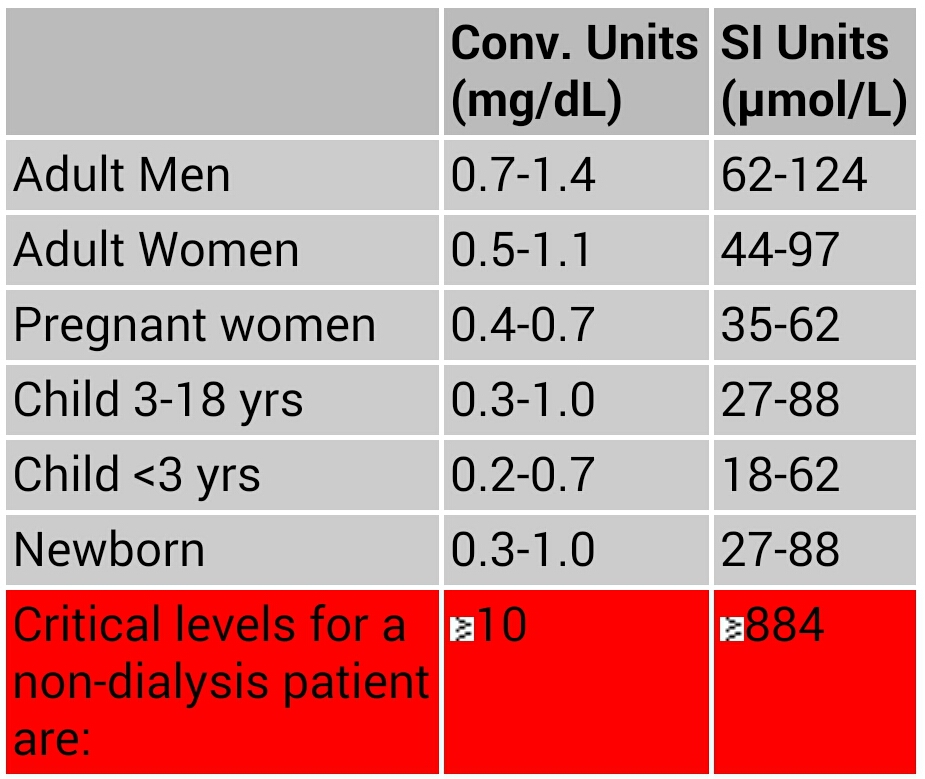 Conv. Units SI Units
(mg/dL) (µmol/L)
Adult Men 0.7-1.4 62-124
Adult Women 0.5-1.1 44-97
Pregnant women 0.4-0.7 35-62
Child 3-18 yrs 0.3-1.0 27-88
Child <3 yrs 0.2-0.7 18-62
Newborn 0.3-1.0 27-88
Critical levels for a ≥10 ≥884
non-dialysis patient
are: